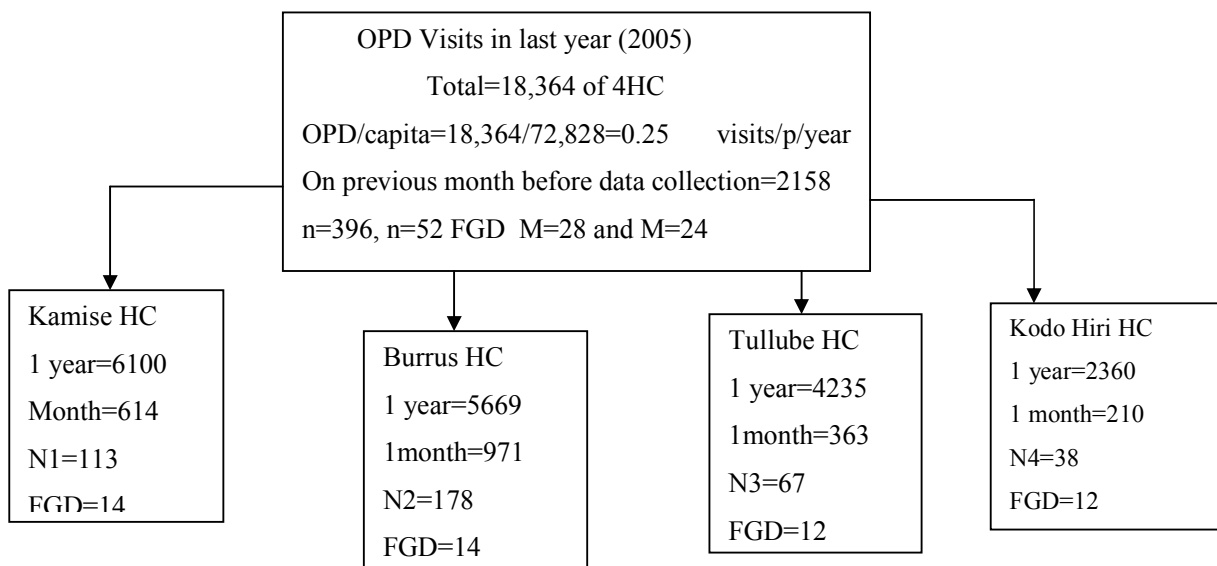 OPD Visits in last year (2005)
Total=18,364 of 4HC
OPD/capita=18,364/72,828=0.25 visits/p/year
On previous month before data collection=2158
n=396, n=52 FGD M=28 and M=24
Kamise HC
1 year=6100
Month=614
N1=113
FGD=14
Burrus HC
1 year=5669
1month=971
N2=178
FGD=14
Tullube HC
1 year=4235
1month=363
N3=67
FGD=12
Kodo Hiri HC
1 year=2360
1 month=210
N4=38
FGD=12